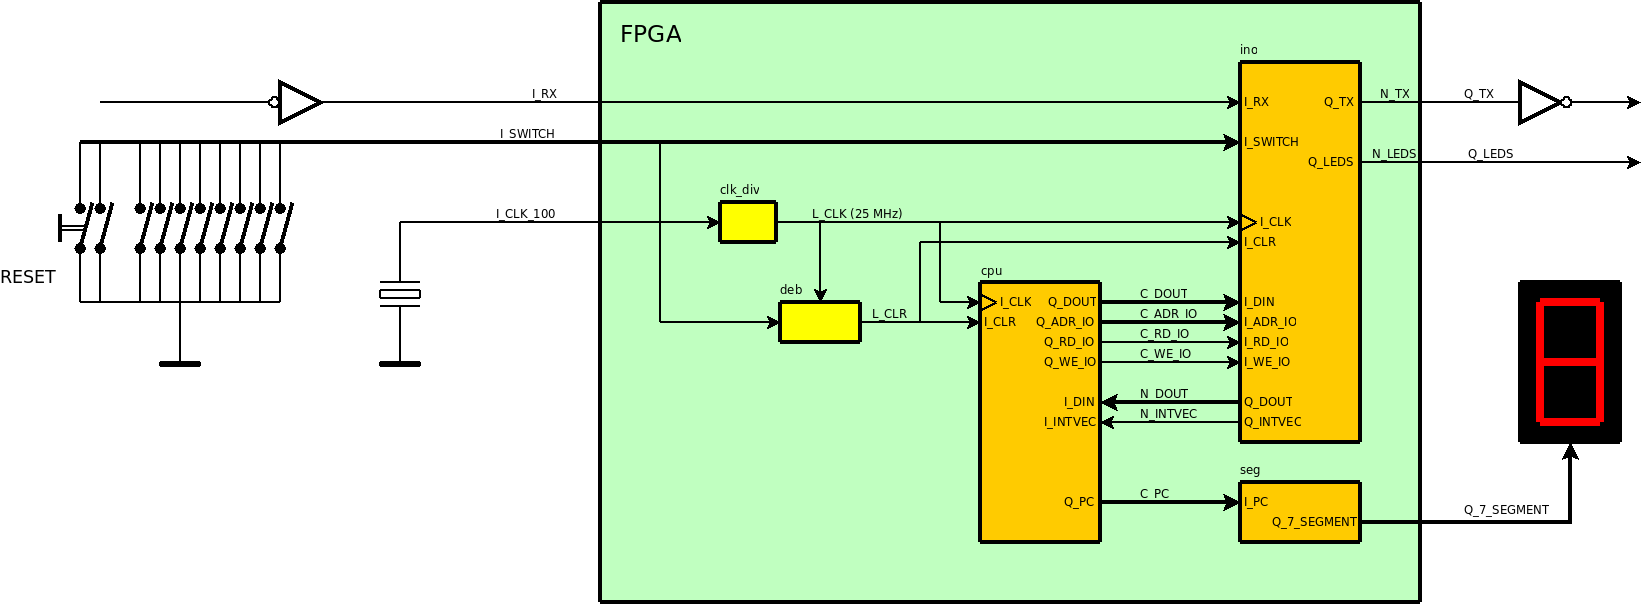 FPGA
ino
I_RX
I_RX
Q_TX
N_TX
Q_TX
I_SWITCH
I_SWITCH
Q_LEDS
N_LEDS
Q_LEDS
clk_div
I_CLK_100
L_CLK (25 MHz)
I_CLK
I_CLR
RESET
cpu
deb
L_CLR
I_CLK
Q_DOUT
C_DOUT
I_DIN
I_CLR
Q_ADR_IO
C_ADR_IO
I_ADR_IO
Q_RD_IO
C_RD_IO
I_RD_IO
Q_WE_IO
C_WE_IO
I_WE_IO
I_DIN
N_DOUT
Q_DOUT
I_INTVEC
N_INTVEC
Q_INTVEC
seg
Q_PC
C_PC
I_PC
Q_7_SEGMENT
Q_7_SEGMENT
8